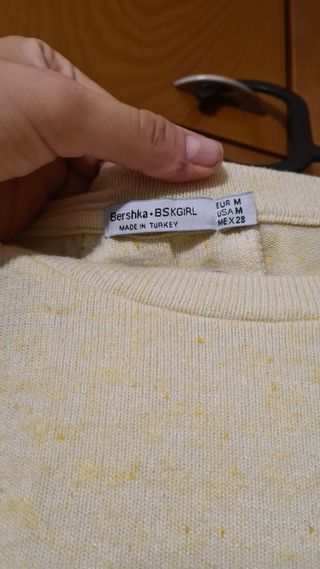 Bershka • BSKGIRL
MADE IN TURKEY
EUR M
USA M
MEX 28